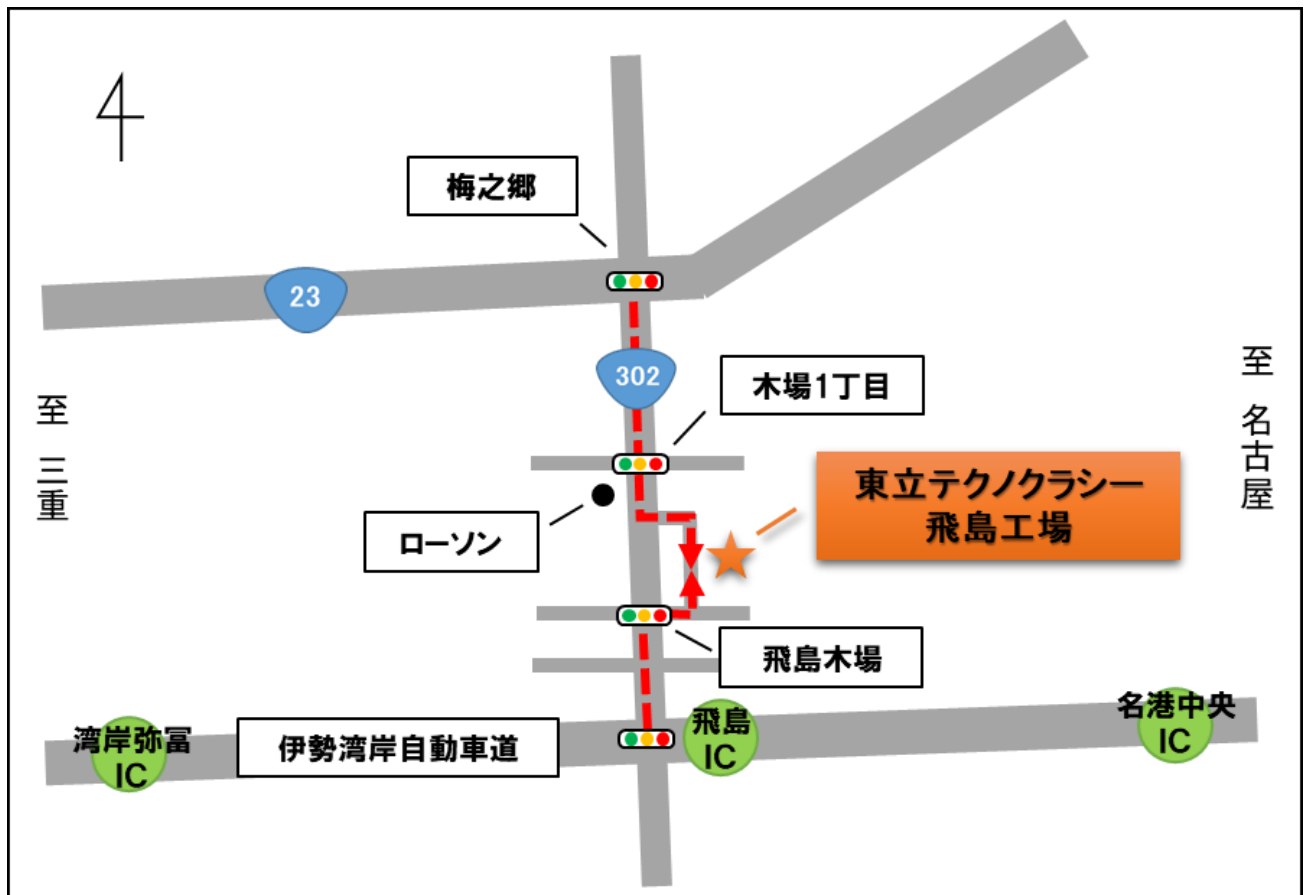 梅之郷
23
302
木場1丁目
至 三重
至 名古屋
東立テクノクラシー
飛島工場
ローソン
飛島木場
湾岸弥冨
IC
伊勢湾岸自動車道
飛島
IC
名港中央
IC